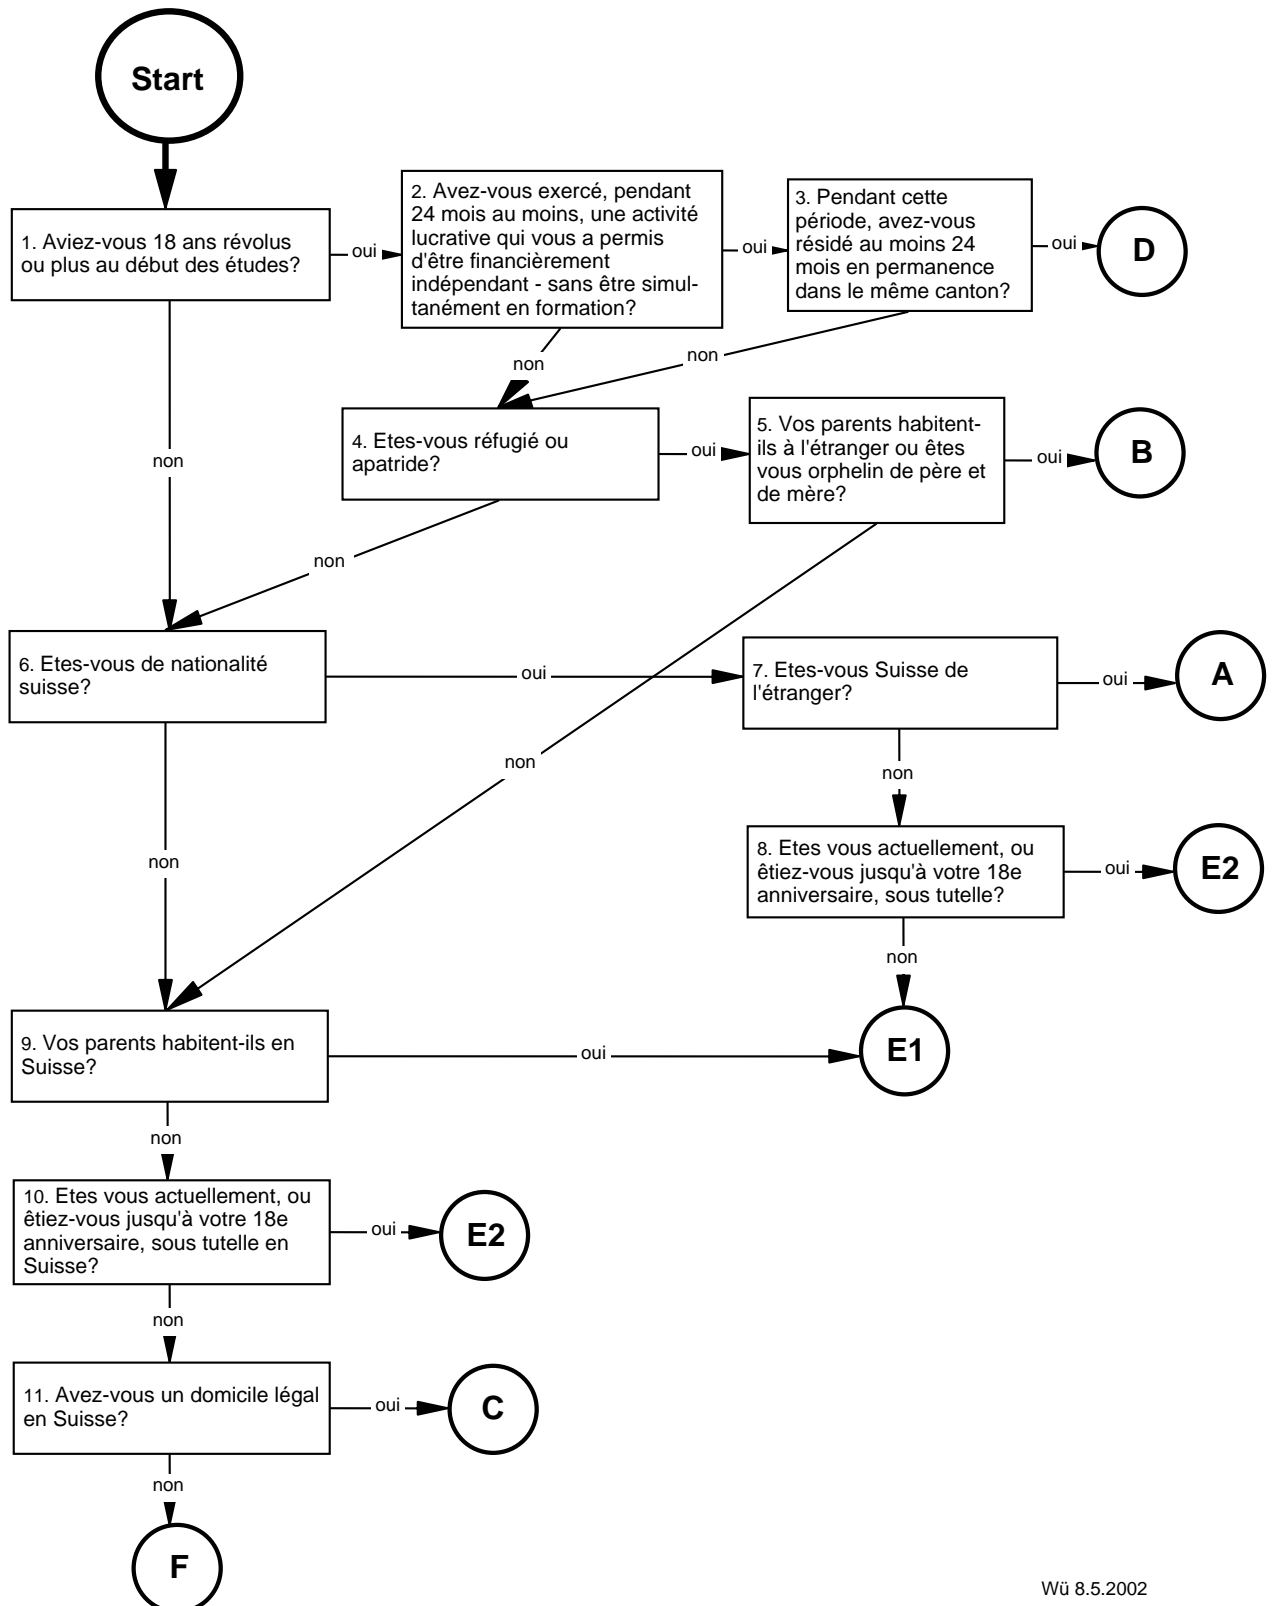 Start
1. Aviez-vous 18 ans révolus
ou plus au début des études?
oui
2. Avez-vous exercé, pendant
24 mois au moins, une activité
lucrative qui vous a permis
d'être financièrement
indépendant - sans être simul-
tanément en formation?
oui
3. Pendant cette
période, avez-vous
résidé au moins 24
mois en permanence
dans le même canton?
oui
D
non
non
non
4. Etes-vous réfugié ou
apatride?
oui
5. Vos parents habitent-
ils à l'étranger ou êtes
vous orphelin de père et
de mère?
oui
B
non
6. Etes-vous de nationalité
suisse?
oui
7. Etes-vous Suisse de
l'étranger?
oui
A
non
non
non
8. Etes vous actuellement, ou
êtiez-vous jusqu'à votre 18e
anniversaire, sous tutelle?
oui
E2
non
9. Vos parents habitent-ils en
Suisse?
oui
E1
non
10. Etes vous actuellement, ou
êtiez-vous jusqu'à votre 18e
anniversaire, sous tutelle en
Suisse?
oui
E2
non
11. Avez-vous un domicile légal
en Suisse?
oui
C
non
F
Wü 8.5.2002